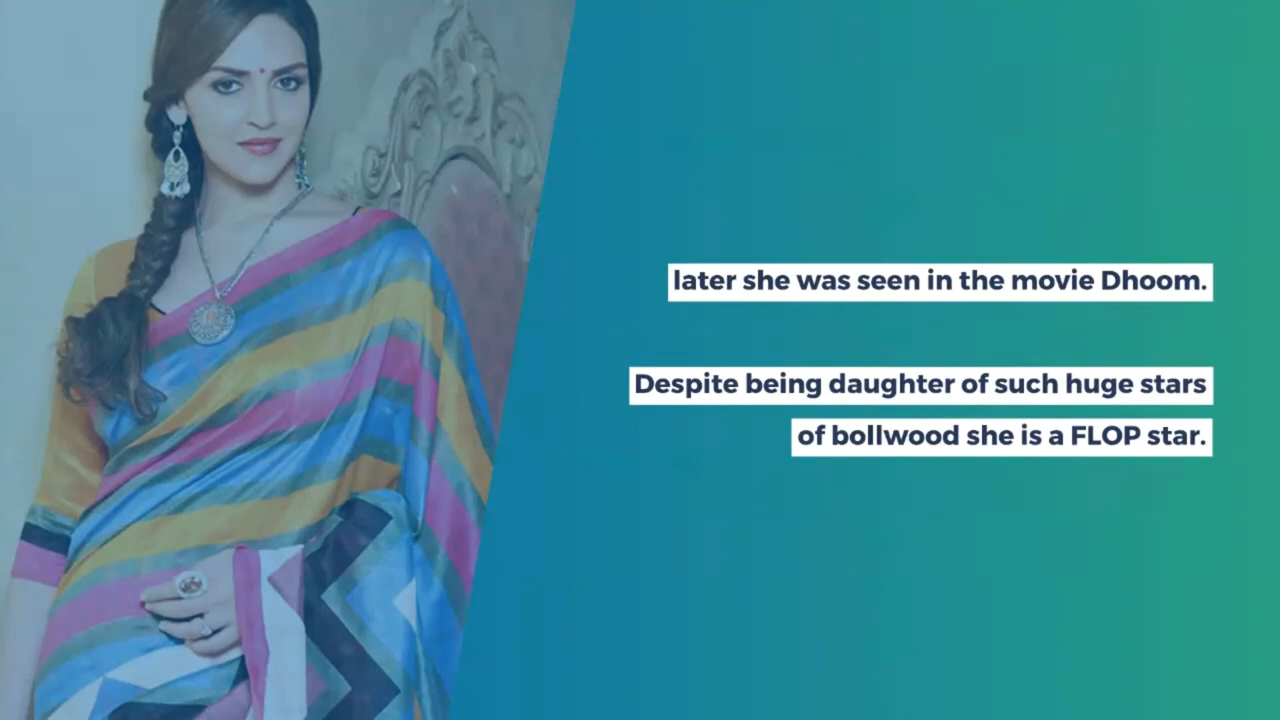 later she was seen in the movie Dhoom.
Despite being daughter of such huge stars
of bollwood she is a FLOP star.